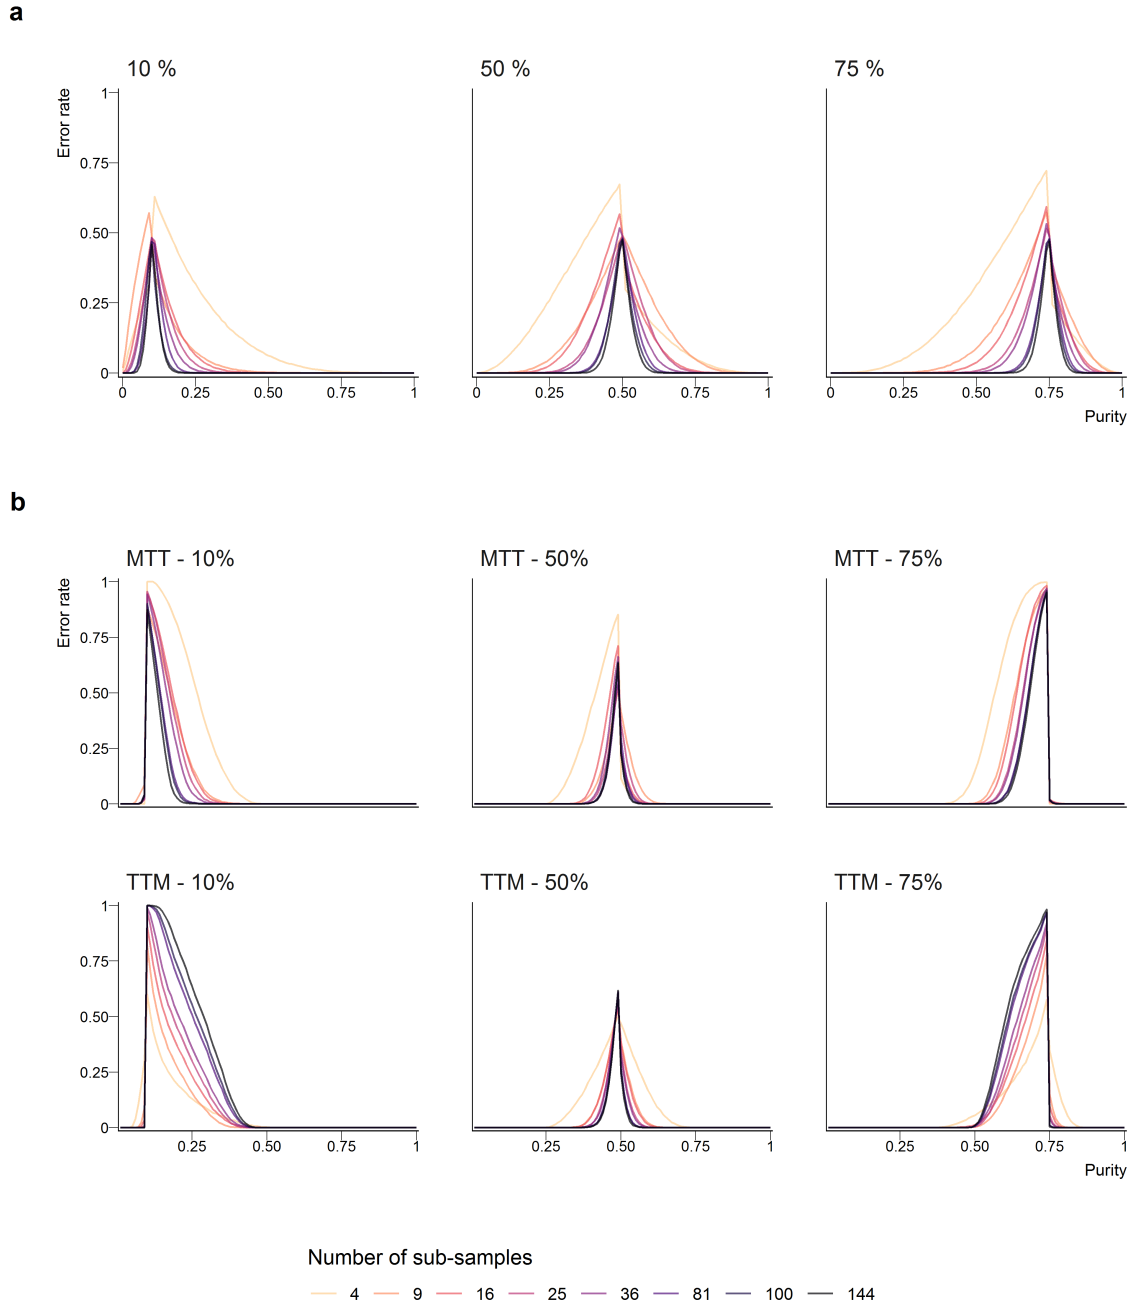 a
10 %
50 %
75 %
Error rate
1
0.75
0.50
0.25
0
0 0.25 0.50 0.75 1
0 0.25 0.50 0.75 1
0 0.25 0.50 0.75 1
Purity
b
MTT - 10%
MTT - 50%
MTT - 75%
Error rate
1
0.75
0.50
0.25
0
TTM - 10%
TTM - 50%
TTM - 75%
1
0.75
0.50
0.25
0
0.25 0.50 0.75 1
0.25 0.50 0.75 1
0.25 0.50 0.75 1
Purity
Number of sub-samples
4 9 16 25 36 81 100 144